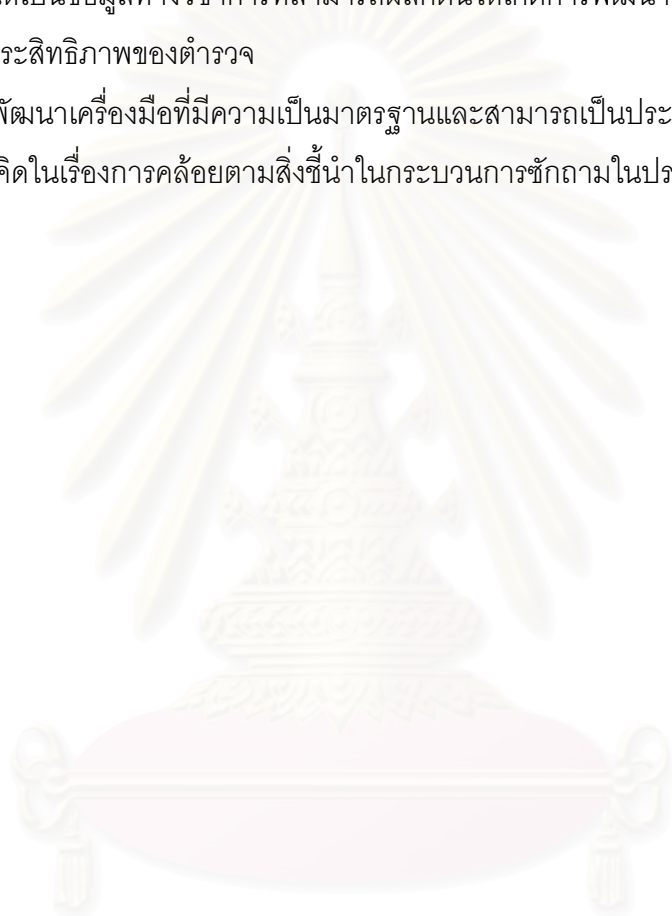 ระสิทธิภาพของตำรวจ
พัฒนาเครื่องมือที่มีความเป็นมาตรฐานและสามารถเป็นประ
คิดในเรื่องการคล้อยตามสิ่งชี้นำในกระบวนการซักถามในปร